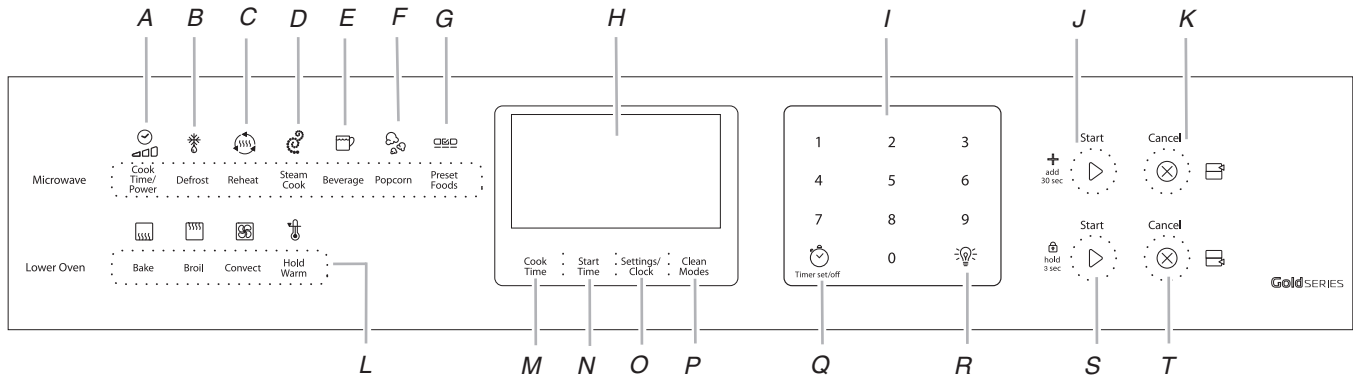 A B C D E F G H I J K
Microwave
Cook Time/ Power
Defrost
Reheat
Steam Cook
Beverage
Popcorn
Preset Foods
Lower Oven
Bake
Broil
Convect
Hold Warm
Cook Time
Start Time
Settings/ Clock
Clean Modes
1 2 3
4 5 6
7 8 9
Timer set/off
0
+ add 30 sec
Start
Cancel
hold 3 sec
Start
Cancel
Gold SERIES
L M N O P Q R S T